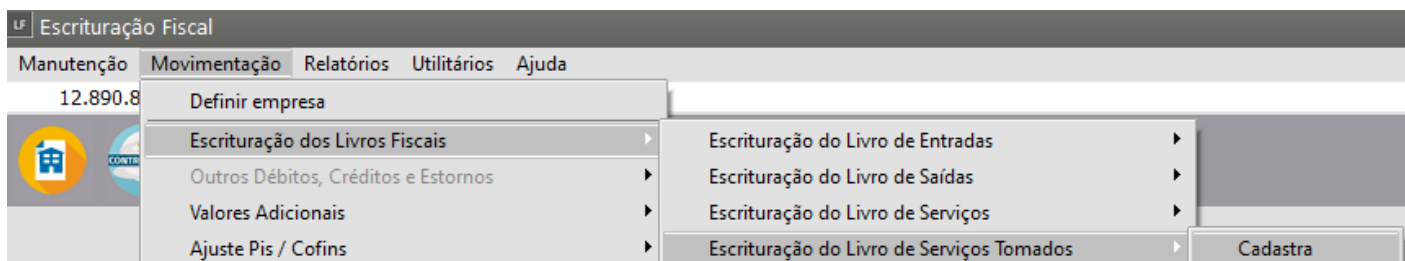 LF Escrituração Fiscal
Manutenção Movimentação Relatórios Utilitários Ajuda
12.890.8
Definir empresa
Escrituração dos Livros Fiscais
Outros Débitos, Créditos e Estornos
Valores Adicionais
Ajuste Pis / Cofins
Escrituração do Livro de Entradas
Escrituração do Livro de Saídas
Escrituração do Livro de Serviços
Escrituração do Livro de Serviços Tomados
Cadastra